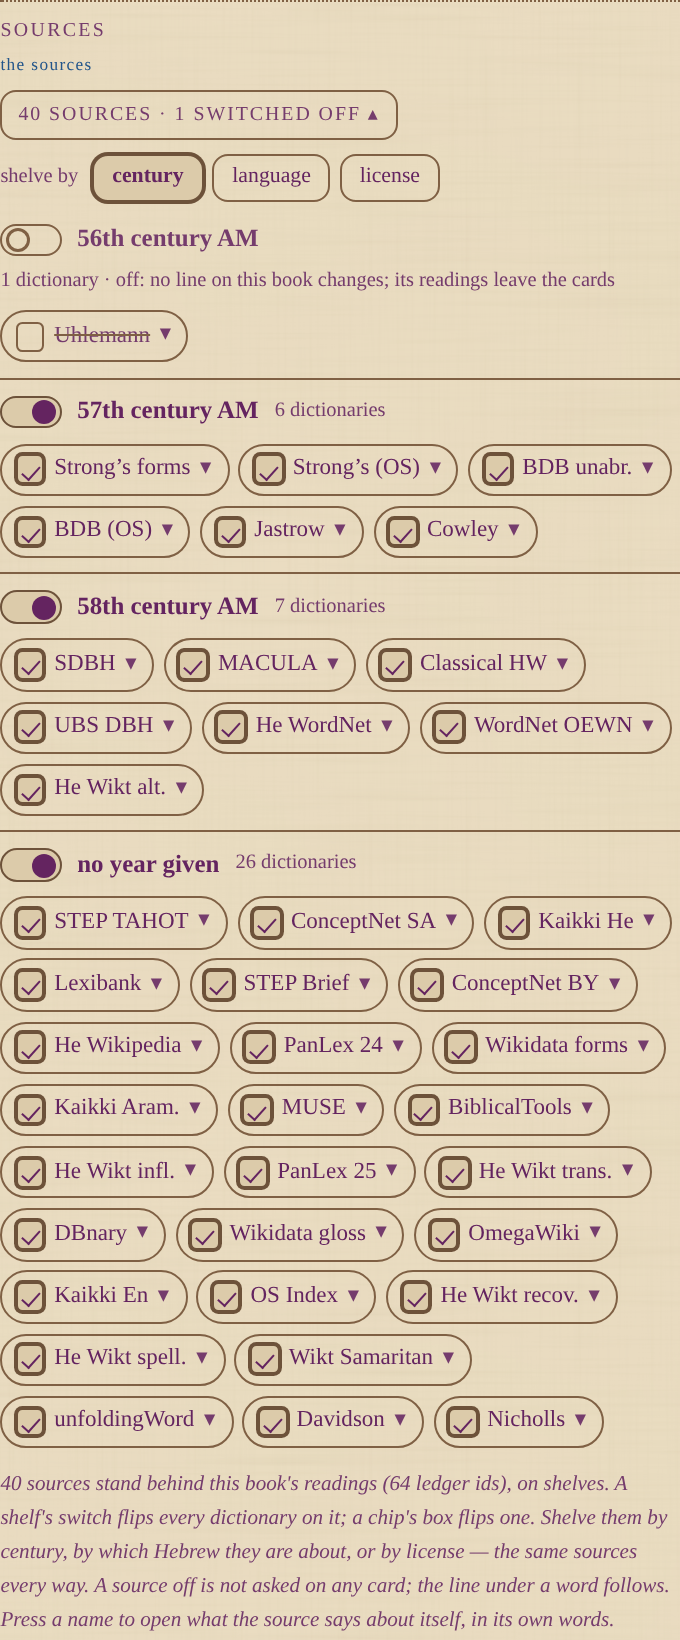 SOURCES
the sources
40 SOURCES · 1 SWITCHED OFF ▴
shelve by century language license
56th century AM
1 dictionary · off: no line on this book changes; its readings leave the cards
Uhlemann ▾
57th century AM 6 dictionaries
Strong’s forms ▾ Strong’s (OS) ▾ BDB unabr. ▾
BDB (OS) ▾ Jastrow ▾ Cowley ▾
58th century AM 7 dictionaries
SDBH ▾ MACULA ▾ Classical HW ▾
UBS DBH ▾ He WordNet ▾ WordNet OEWN ▾
He Wikt alt. ▾
no year given 26 dictionaries
STEP TAHOT ▾ ConceptNet SA ▾ Kaikki He ▾
Lexibank ▾ STEP Brief ▾ ConceptNet BY ▾
He Wikipedia ▾ PanLex 24 ▾ Wikidata forms ▾
Kaikki Aram. ▾ MUSE ▾ BiblicalTools ▾
He Wikt infl. ▾ PanLex 25 ▾ He Wikt trans. ▾
DBnary ▾ Wikidata gloss ▾ OmegaWiki ▾
Kaikki En ▾ OS Index ▾ He Wikt recov. ▾
He Wikt spell. ▾ Wikt Samaritan ▾
unfoldingWord ▾ Davidson ▾ Nicholls ▾
40 sources stand behind this book's readings (64 ledger ids), on shelves. A
shelf's switch flips every dictionary on it; a chip's box flips one. Shelve them by
century, by which Hebrew they are about, or by license — the same sources
every way. A source off is not asked on any card; the line under a word follows.
Press a name to open what the source says about itself, in its own words.